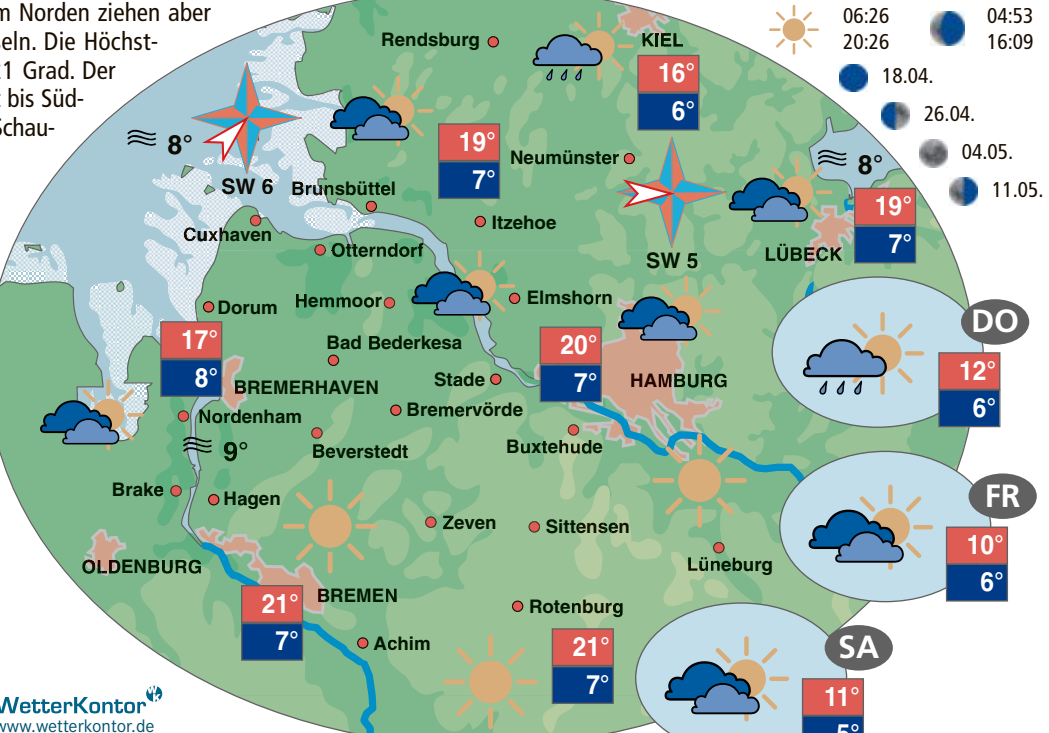 m Norden ziehen aber
seln. Die Höchst-
21 Grad. Der
t bis Süd-
Schau-
06:26
20:26
04:53
16:09
18.04.
26.04.
04.05.
11.05.
Rendsburg
KIEL
16°
6°
8°
SW 6
19°
7°
Neumünster
8°
Brunsbüttel
Itzehoe
SW 5
19°
7°
LÜBECK
Cuxhaven
Otterndorf
Dorum
Hemmoor
Elmshorn
DO
12°
6°
17°
8°
Bad Bederkesa
20°
7°
HAMBURG
BREMERHAVEN
Stade
Nordenham
Bremervörde
9°
Beverstedt
Buxtehude
Brake
Hagen
Zeven
Sittensen
FR
10°
6°
OLDENBURG
Lüneburg
BREMEN
21°
7°
Rotenburg
Achim
21°
7°
SA
11°
5°
WetterKontor
www.wetterkontor.de